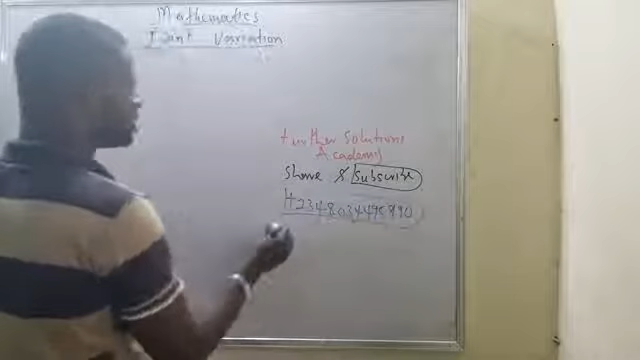 Mathematics
Joint Variation
further Solutions
Academy
Share & Subscribe